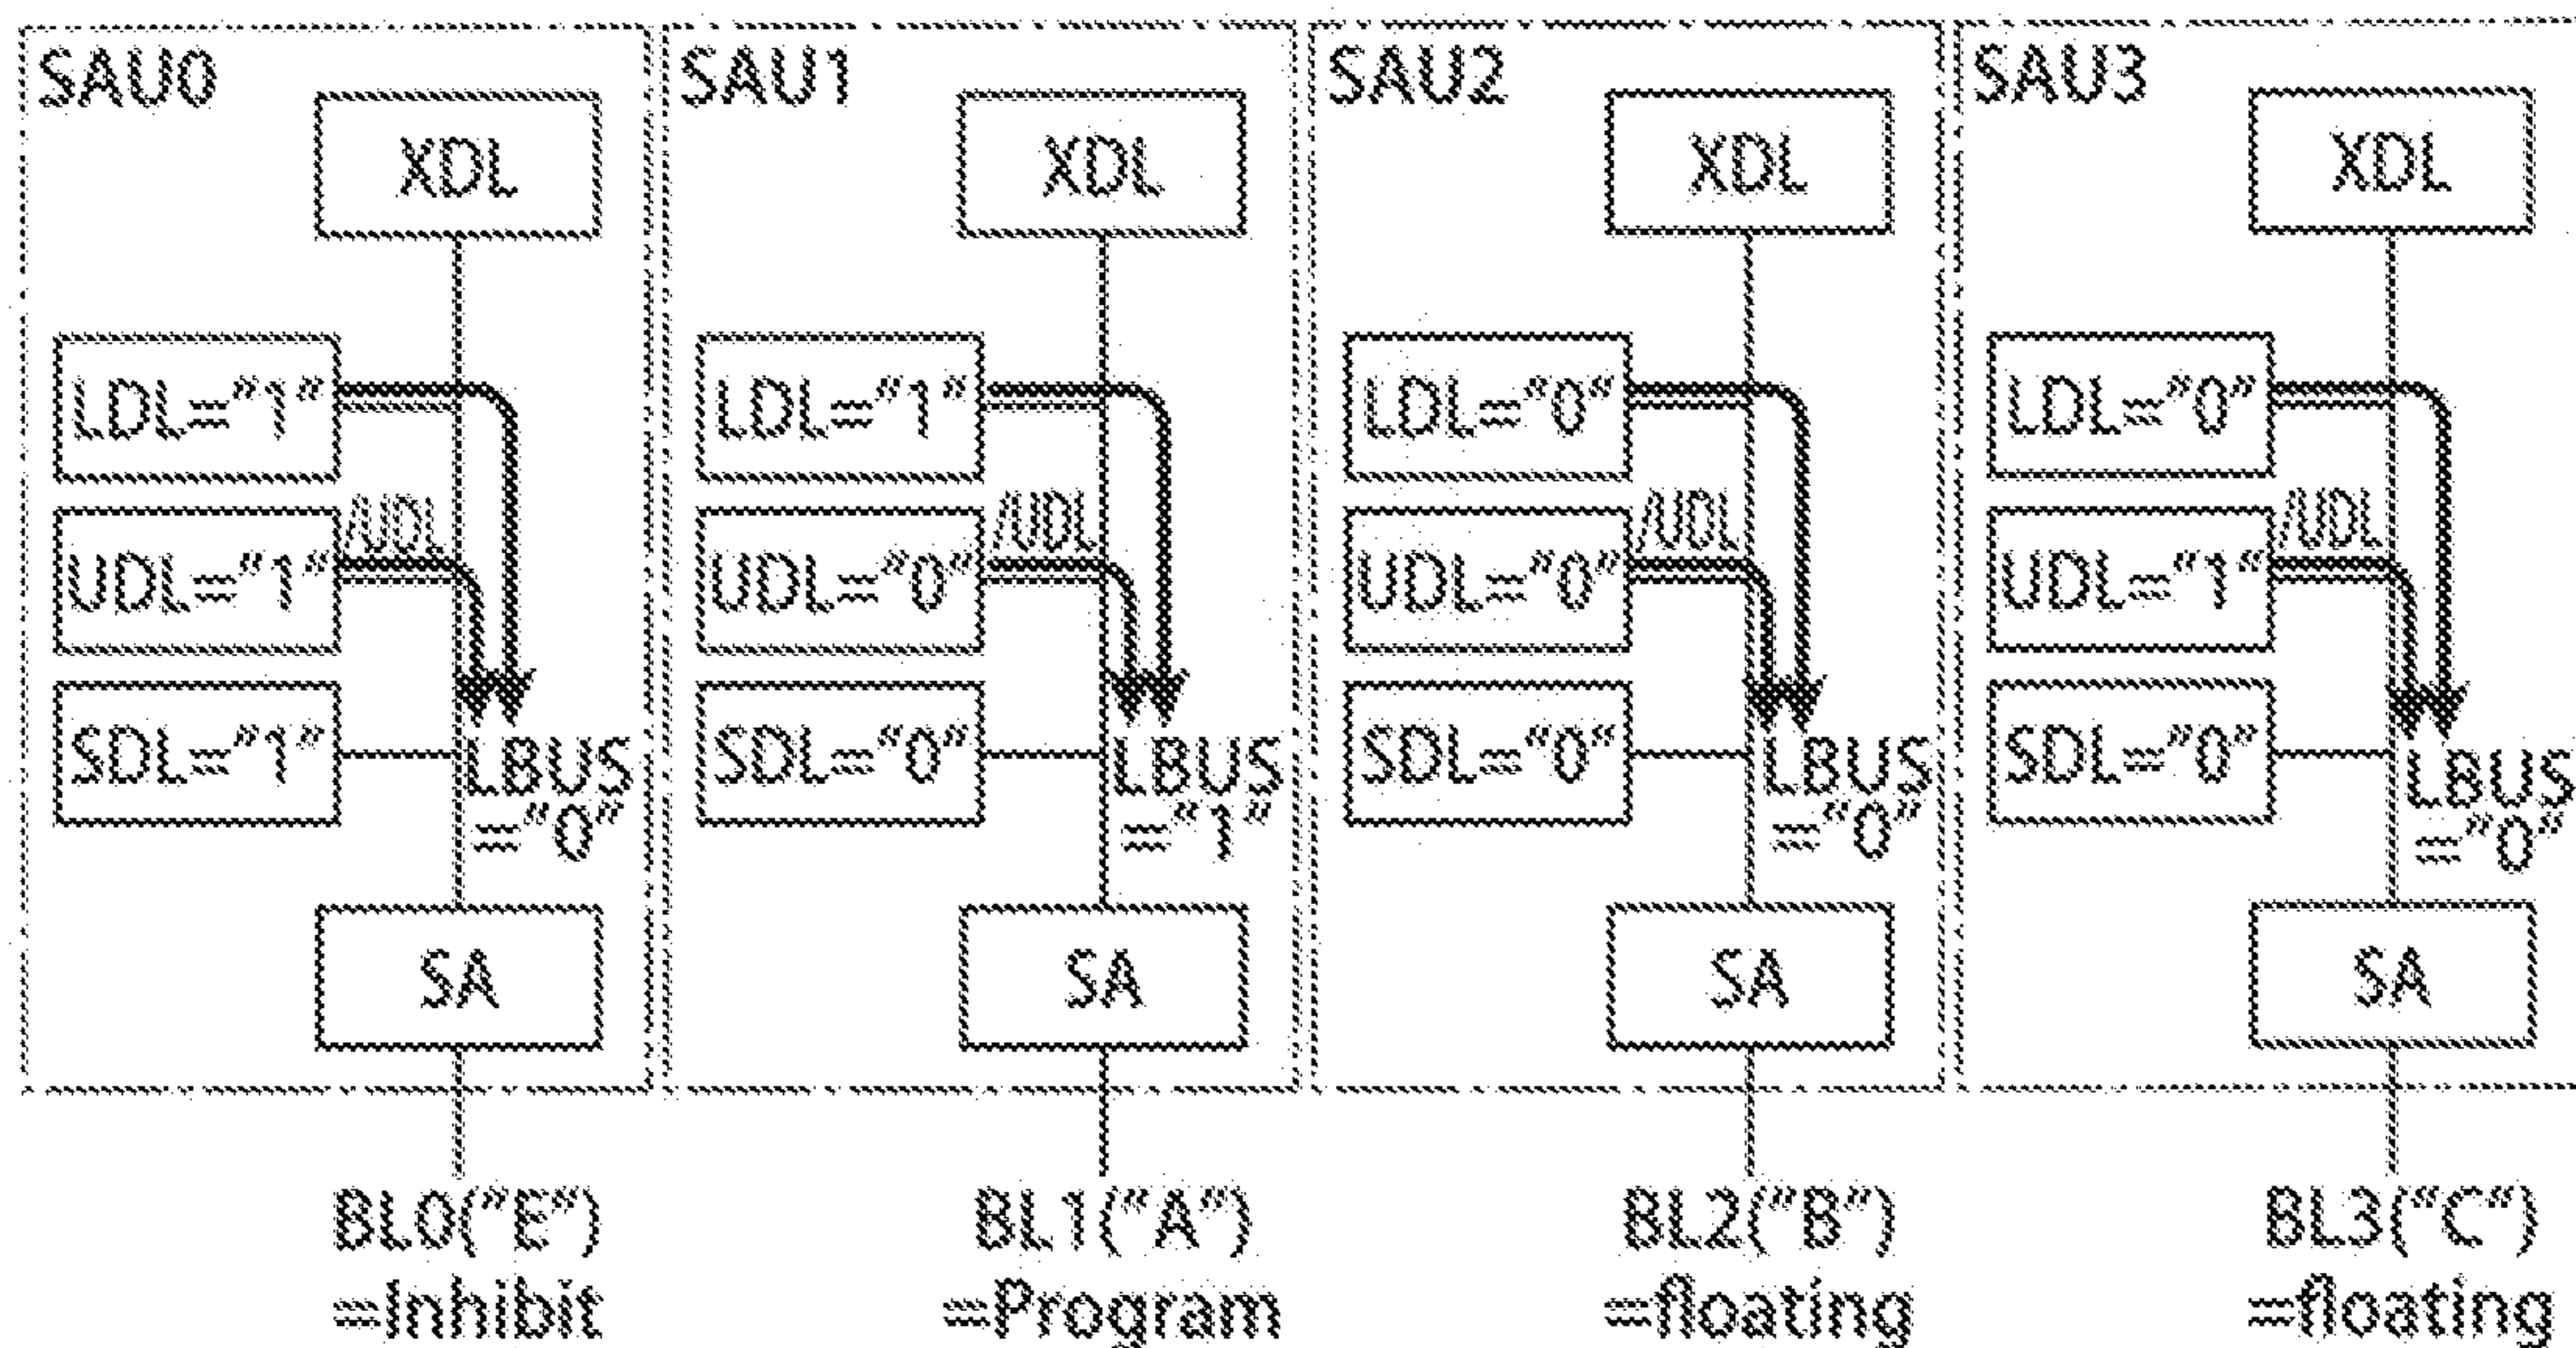 SAU0
XDL
LDL="1"
/UDL
UDL="1"
SDL="1"
LBUS
="0"
SA
BL0("E")
=Inhibit
SAU1
XDL
LDL="1"
/UDL
UDL="0"
SDL="0"
LBUS
="1"
SA
BL1("A")
=Program
SAU2
XDL
LDL="0"
/UDL
UDL="0"
SDL="0"
LBUS
="0"
SA
BL2("B")
=floating
SAU3
XDL
LDL="0"
/UDL
UDL="1"
SDL="0"
LBUS
="0"
SA
BL3("C")
=floating